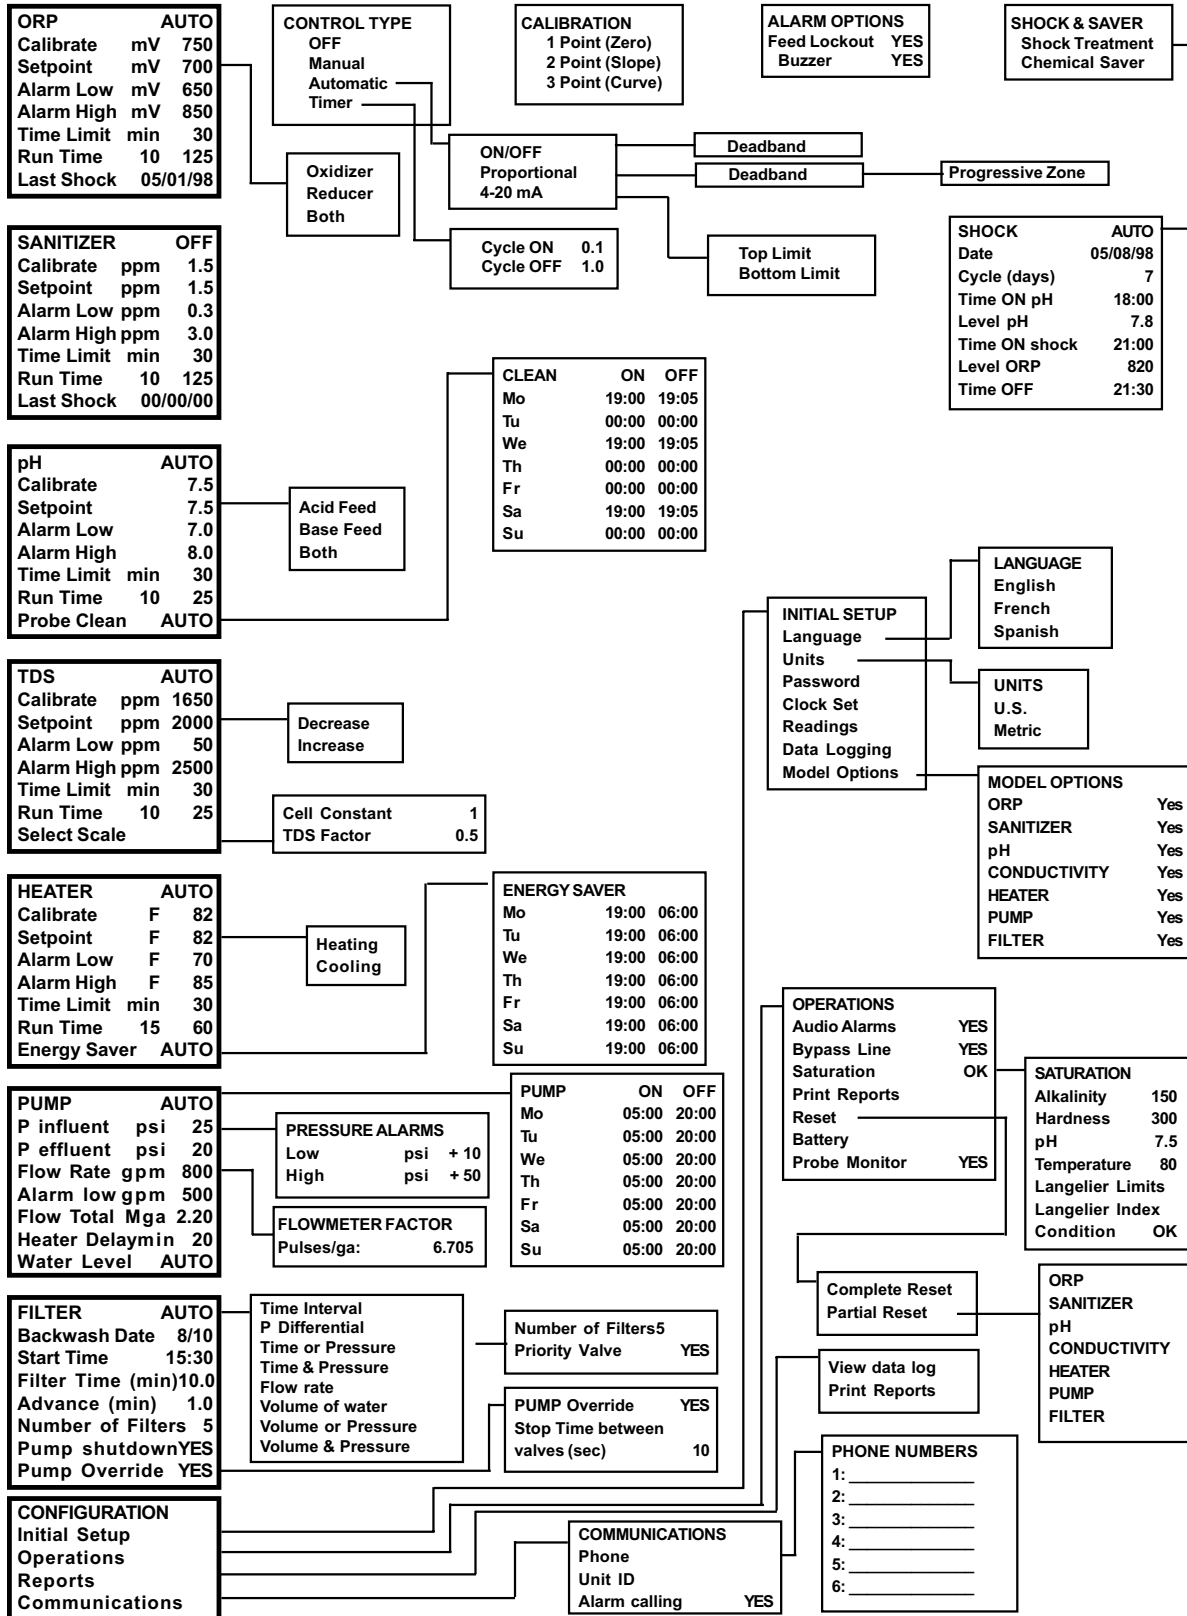 ORP AUTO
Calibrate mV 750
Setpoint mV 700
Alarm Low mV 650
Alarm High mV 850
Time Limit min 30
Run Time 10 125
Last Shock 05/01/98
CONTROL TYPE
OFF
Manual
Automatic
Timer
CALIBRATION
1 Point (Zero)
2 Point (Slope)
3 Point (Curve)
ALARM OPTIONS
Feed Lockout YES
Buzzer YES
SHOCK & SAVER
Shock Treatment
Chemical Saver
Oxidizer
Reducer
Both
ON/OFF
Proportional
4-20 mA
Deadband
Deadband
Progressive Zone
Cycle ON 0.1
Cycle OFF 1.0
Top Limit
Bottom Limit
SHOCK AUTO
Date 05/08/98
Cycle (days) 7
Time ON pH 18:00
Level pH 7.8
Time ON shock 21:00
Level ORP 820
Time OFF 21:30
SANITIZER OFF
Calibrate ppm 1.5
Setpoint ppm 1.5
Alarm Low ppm 0.3
Alarm High ppm 3.0
Time Limit min 30
Run Time 10 125
Last Shock 00/00/00
CLEAN ON OFF
Mo 19:00 19:05
Tu 00:00 00:00
We 19:00 19:05
Th 00:00 00:00
Fr 00:00 00:00
Sa 19:00 19:05
Su 00:00 00:00
pH AUTO
Calibrate 7.5
Setpoint 7.5
Alarm Low 7.0
Alarm High 8.0
Time Limit min 30
Run Time 10 25
Probe Clean AUTO
Acid Feed
Base Feed
Both
INITIAL SETUP
Language
Units
Password
Clock Set
Readings
Data Logging
Model Options
LANGUAGE
English
French
Spanish
UNITS
U.S.
Metric
MODEL OPTIONS
ORP Yes
SANITIZER Yes
pH Yes
CONDUCTIVITY Yes
HEATER Yes
PUMP Yes
FILTER Yes
TDS AUTO
Calibrate ppm 1650
Setpoint ppm 2000
Alarm Low ppm 50
Alarm High ppm 2500
Time Limit min 30
Run Time 10 25
Select Scale
Decrease
Increase
Cell Constant 1
TDS Factor 0.5
HEATER AUTO
Calibrate F 82
Setpoint F 82
Alarm Low F 70
Alarm High F 85
Time Limit min 30
Run Time 15 60
Energy Saver AUTO
Heating
Cooling
ENERGY SAVER
Mo 19:00 06:00
Tu 19:00 06:00
We 19:00 06:00
Th 19:00 06:00
Fr 19:00 06:00
Sa 19:00 06:00
Su 19:00 06:00
OPERATIONS
Audio Alarms YES
Bypass Line YES
Saturation OK
Print Reports
Reset
Battery
Probe Monitor YES
SATURATION
Alkalinity 150
Hardness 300
pH 7.5
Temperature 80
Langelier Limits
Langelier Index
Condition OK
PUMP AUTO
P influent psi 25
P effluent psi 20
Flow Rate gpm 800
Alarm low gpm 500
Flow Total Mga 2.20
Heater Delaymin 20
Water Level AUTO
PRESSURE ALARMS
Low psi + 10
High psi + 50
FLOWMETER FACTOR
Pulses/ga: 6.705
PUMP ON OFF
Mo 05:00 20:00
Tu 05:00 20:00
We 05:00 20:00
Th 05:00 20:00
Fr 05:00 20:00
Sa 05:00 20:00
Su 05:00 20:00
Complete Reset
Partial Reset
ORP
SANITIZER
pH
CONDUCTIVITY
HEATER
PUMP
FILTER
FILTER AUTO
Backwash Date 8/10
Start Time 15:30
Filter Time (min)10.0
Advance (min) 1.0
Number of Filters 5
Pump shutdownYES
Pump Override YES
Time Interval
P Differential
Time or Pressure
Time & Pressure
Flow rate
Volume of water
Volume or Pressure
Volume & Pressure
Number of Filters5
Priority Valve YES
PUMP Override YES
Stop Time between
valves (sec) 10
View data log
Print Reports
CONFIGURATION
Initial Setup
Operations
Reports
Communications
COMMUNICATIONS
Phone
Unit ID
Alarm calling YES
PHONE NUMBERS
1: ________________
2: ________________
3: ________________
4: ________________
5: ________________
6: ________________